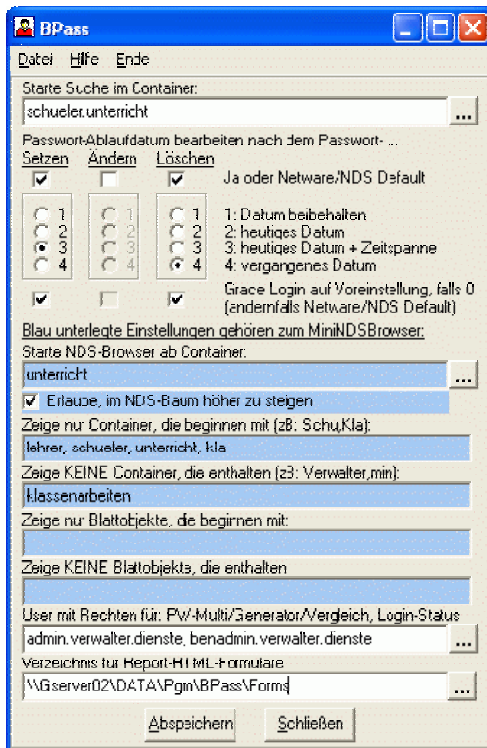 BPass
Datei Hilfe Ende
Starte Suche im Container:
schueler.unterricht
...
Passwort-Ablaufdatum bearbeiten nach dem Passwort- ...
Setzen Ändern Löschen
Ja oder Netware/NDS Default
1 1 1 1: Datum beibehalten
2 2 2 2: heutiges Datum
3 3 3 3: heutiges Datum + Zeitspanne
4 4 4 4: vergangenes Datum
Grace Login auf Voreinstellung, falls 0
(andernfalls Netware/NDS Default)
Blau unterlegte Einstellungen gehören zum MiniNDSBrowser:
Starte NDS-Browser ab Container:
unterricht
...
Erlaube, im NDS-Baum höher zu steigen
Zeige nur Container, die beginnen mit (zB: Schu,Kla):
lehrer, schueler, unterricht, kla
Zeige KEINE Container, die enthalten (zB: Verwalter,min):
klassenarbeiten
Zeige nur Blattobjekte, die beginnen mit:
Zeige KEINE Blattobjekte, die enthalten
User mit Rechten für: PW-Multi/Generator/Vergleich, Login-Status
admin.verwalter.dienste, benadmin.verwalter.dienste
...
Verzeichnis für Report-HTML-Formulare
\\Gserver02\DATA\Pgm\BPass\Forms
...
Abspeichern Schließen